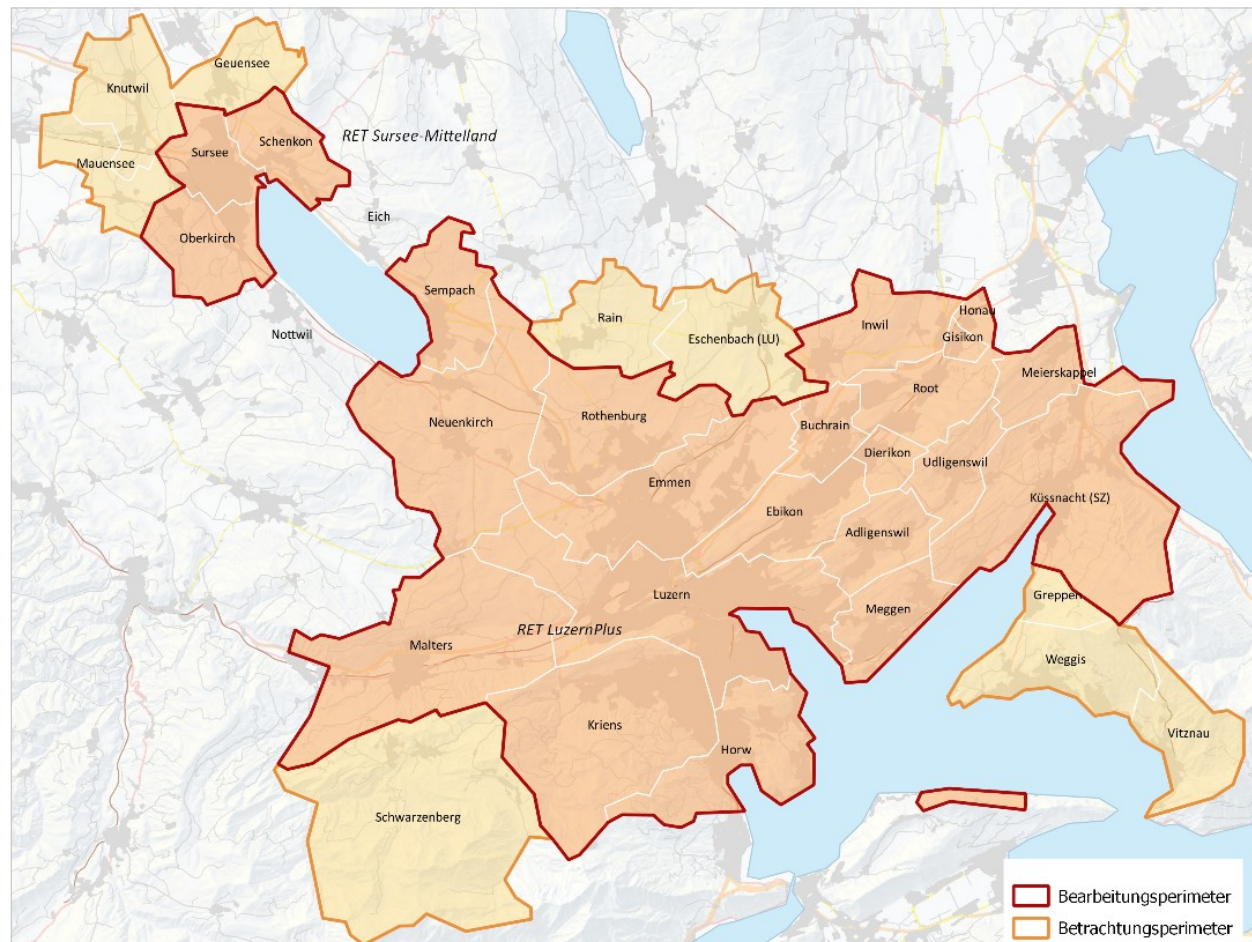 Geuensee
Knutwil
RET Sursee-Mittelland
Schenkon
Sursee
Mauensee
Eich
Oberkirch
Sempach
Nottwil
Rain
Inwil
Honau
Eschenbach (LU)
Gisikon
Meierskappel
Root
Rothenburg
Neuenkirch
Buchrain
Dierikon
Udligenswil
Emmen
Küssnacht (SZ)
Ebikon
Adligenswil
Luzern
Greppen
Meggen
RET LuzernPlus
Malters
Weggis
Kriens
Vitznau
Horw
Schwarzenberg
Bearbeitungsperimeter
Betrachtungsperimeter